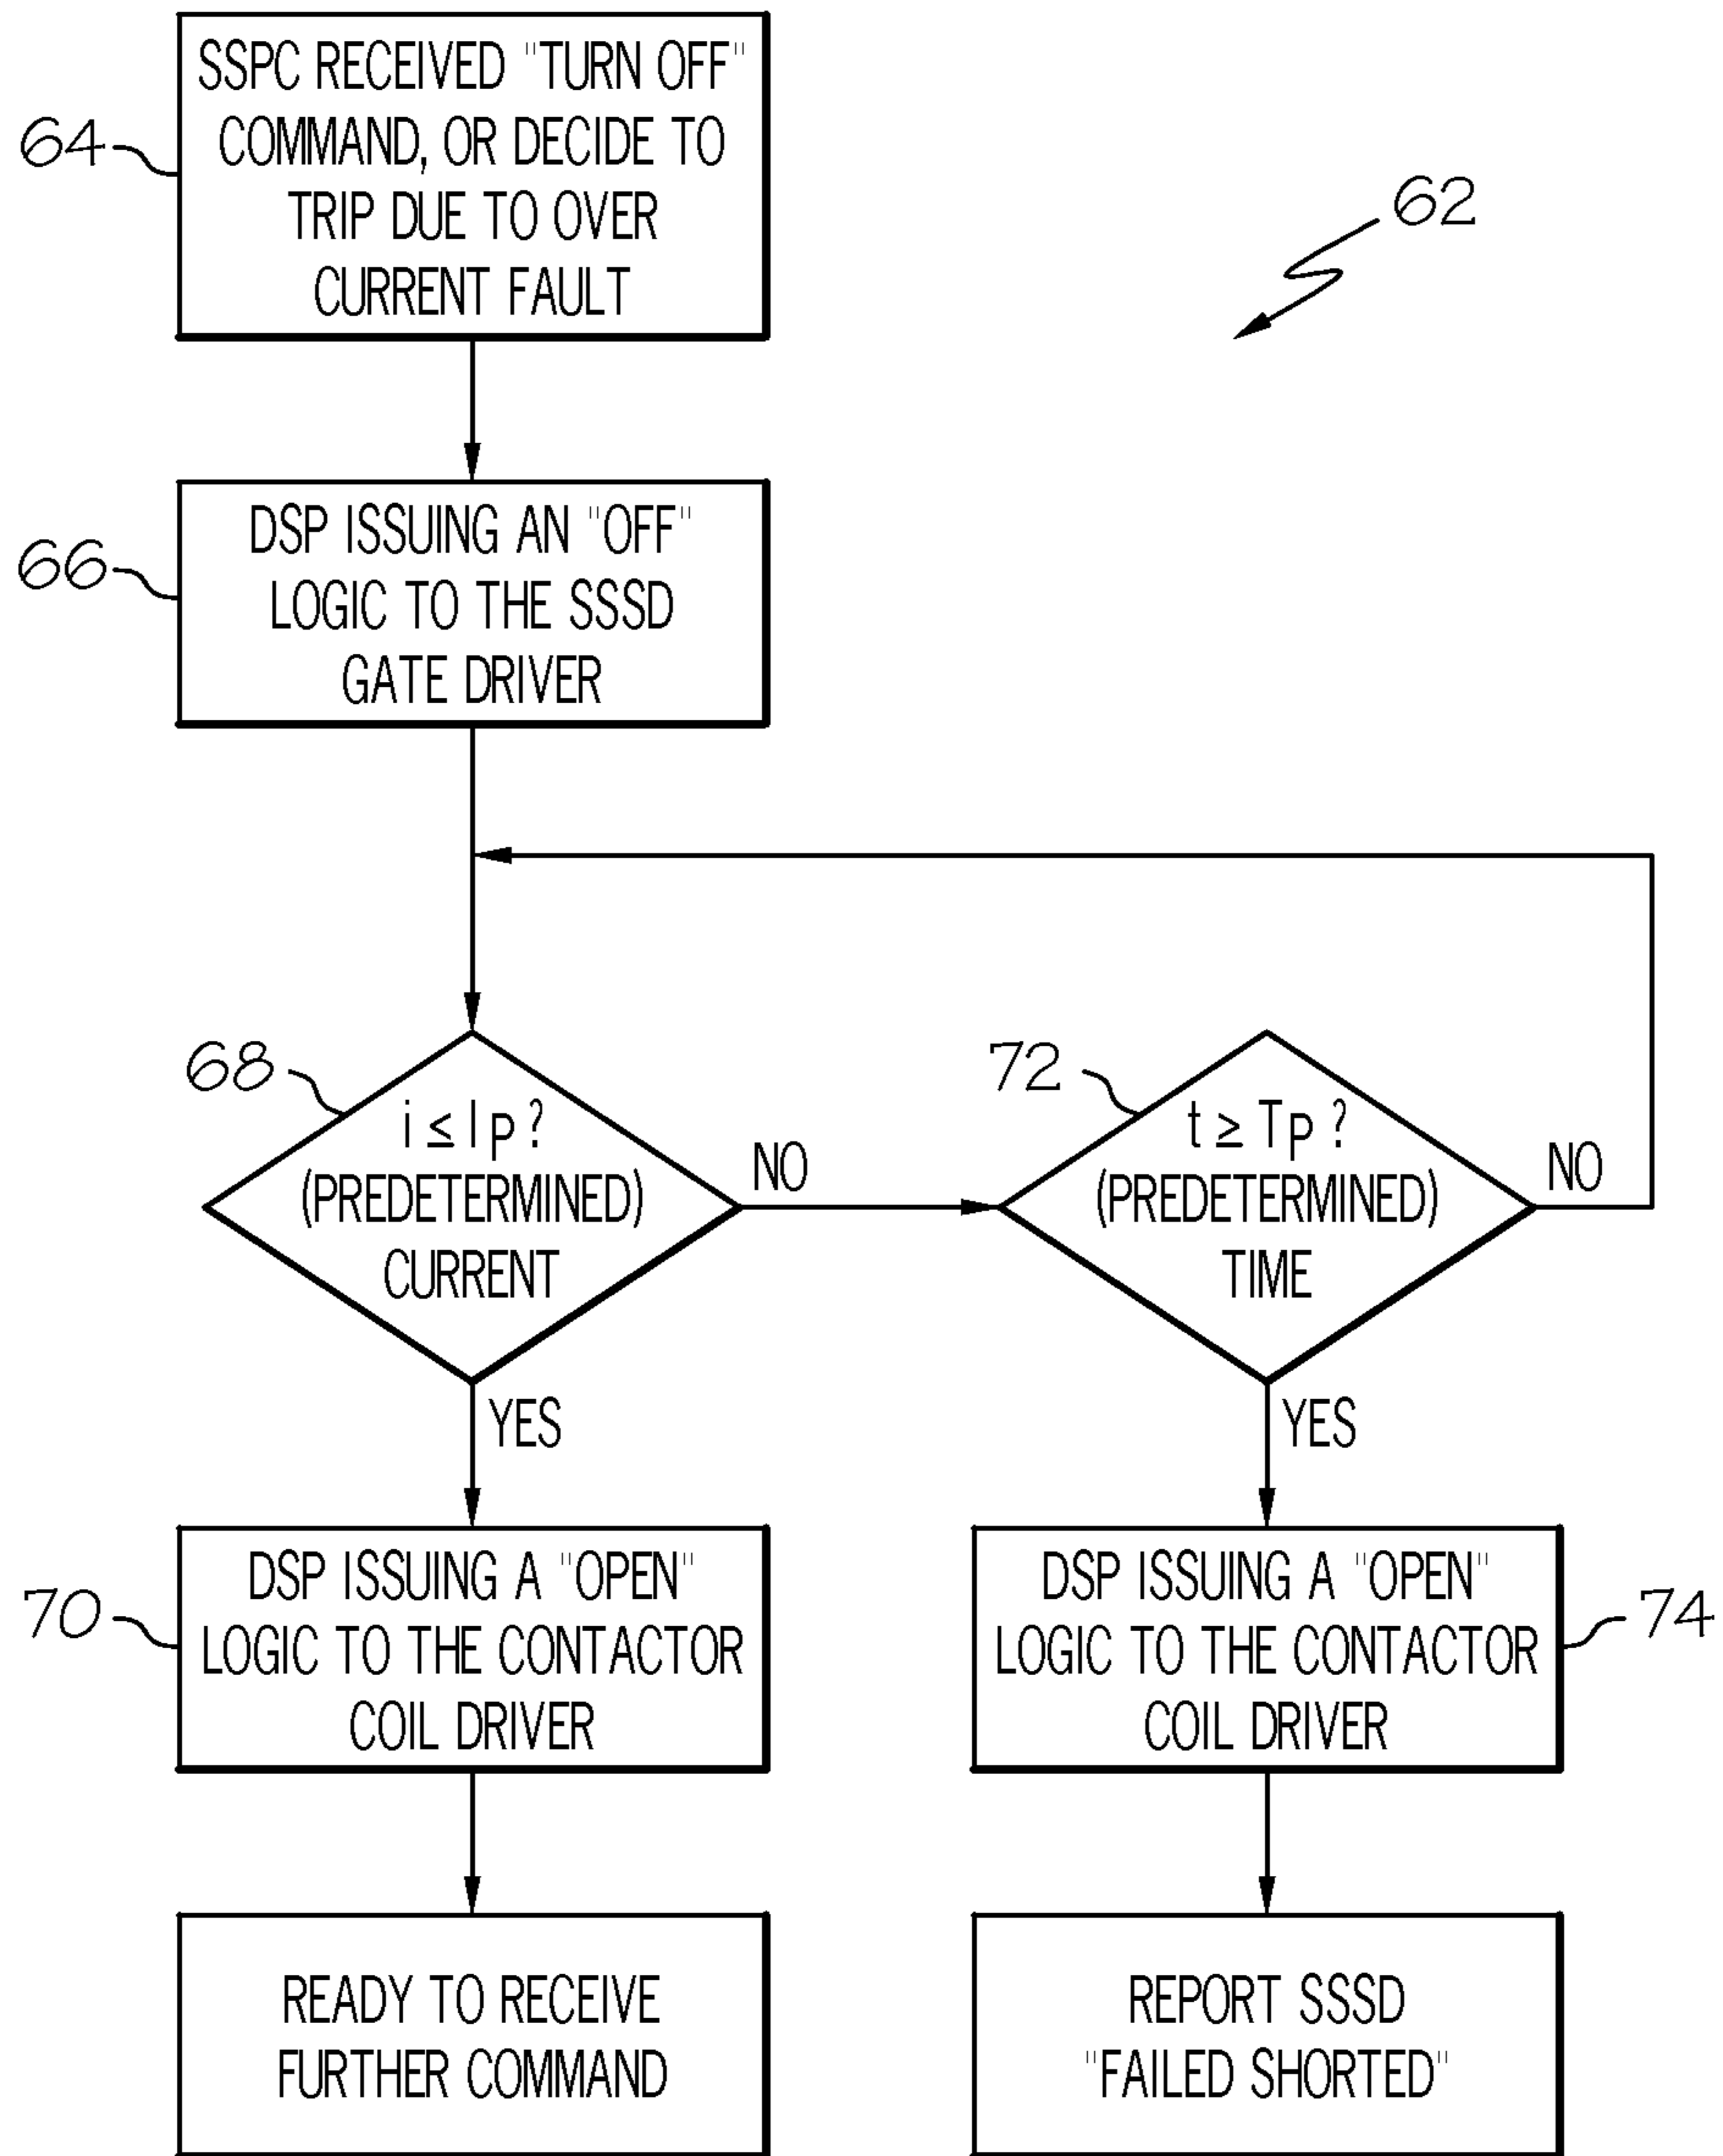 64
SSPC RECEIVED "TURN OFF"
COMMAND, OR DECIDE TO
TRIP DUE TO OVER
CURRENT FAULT
62
66
DSP ISSUING AN "OFF"
LOGIC TO THE SSSD
GATE DRIVER
68
i ≤ Ip?
(PREDETERMINED)
CURRENT
NO
YES
72
t ≥ Tp?
(PREDETERMINED)
TIME
NO
YES
70
DSP ISSUING A "OPEN"
LOGIC TO THE CONTACTOR
COIL DRIVER
74
DSP ISSUING A "OPEN"
LOGIC TO THE CONTACTOR
COIL DRIVER
READY TO RECEIVE
FURTHER COMMAND
REPORT SSSD
"FAILED SHORTED"